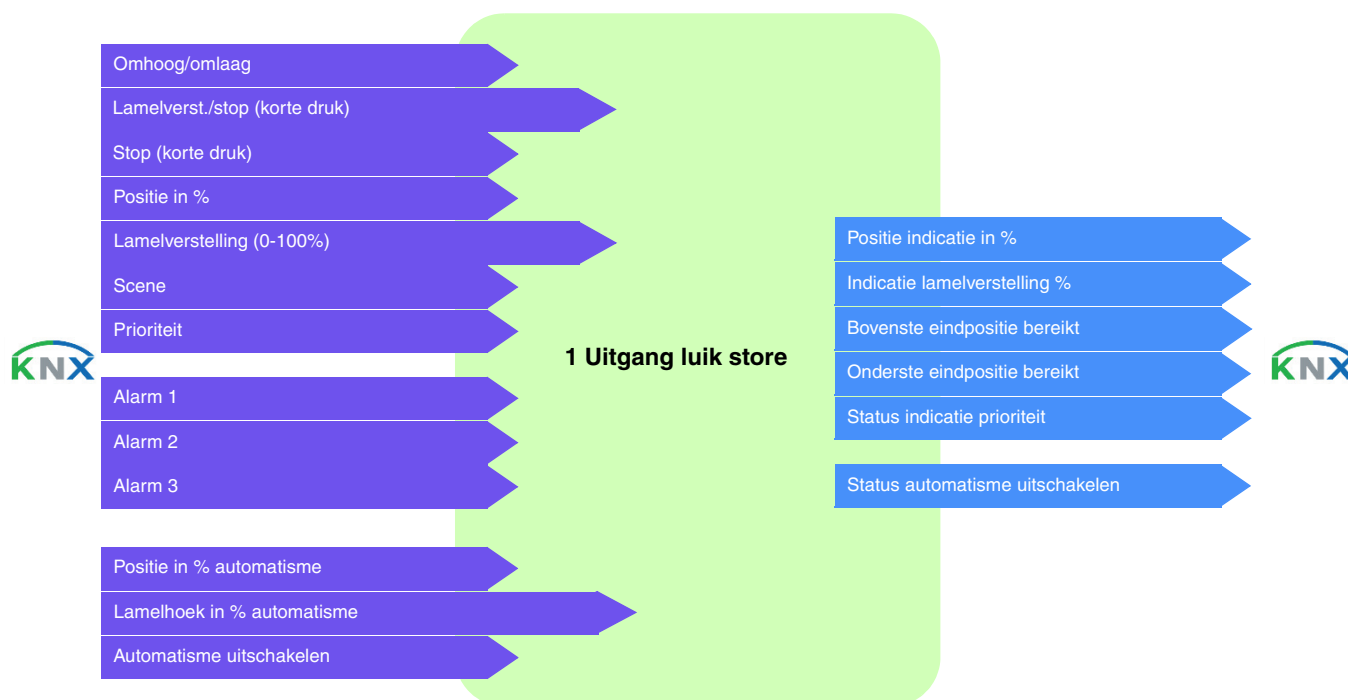 Omhoog/omlaag
Lamelverst./stop (korte druk)
Stop (korte druk)
Positie in %
Lamelverstelling (0-100%)
Scene
Prioriteit
KNX
Alarm 1
Alarm 2
Alarm 3
Positie in % automatisme
Lamelhoek in % automatisme
Automatisme uitschakelen
1 Uitgang luik store
Positie indicatie in %
Indicatie lamelverstelling %
Bovenste eindpositie bereikt
Onderste eindpositie bereikt
Status indicatie prioriteit
Status automatisme uitschakelen
KNX